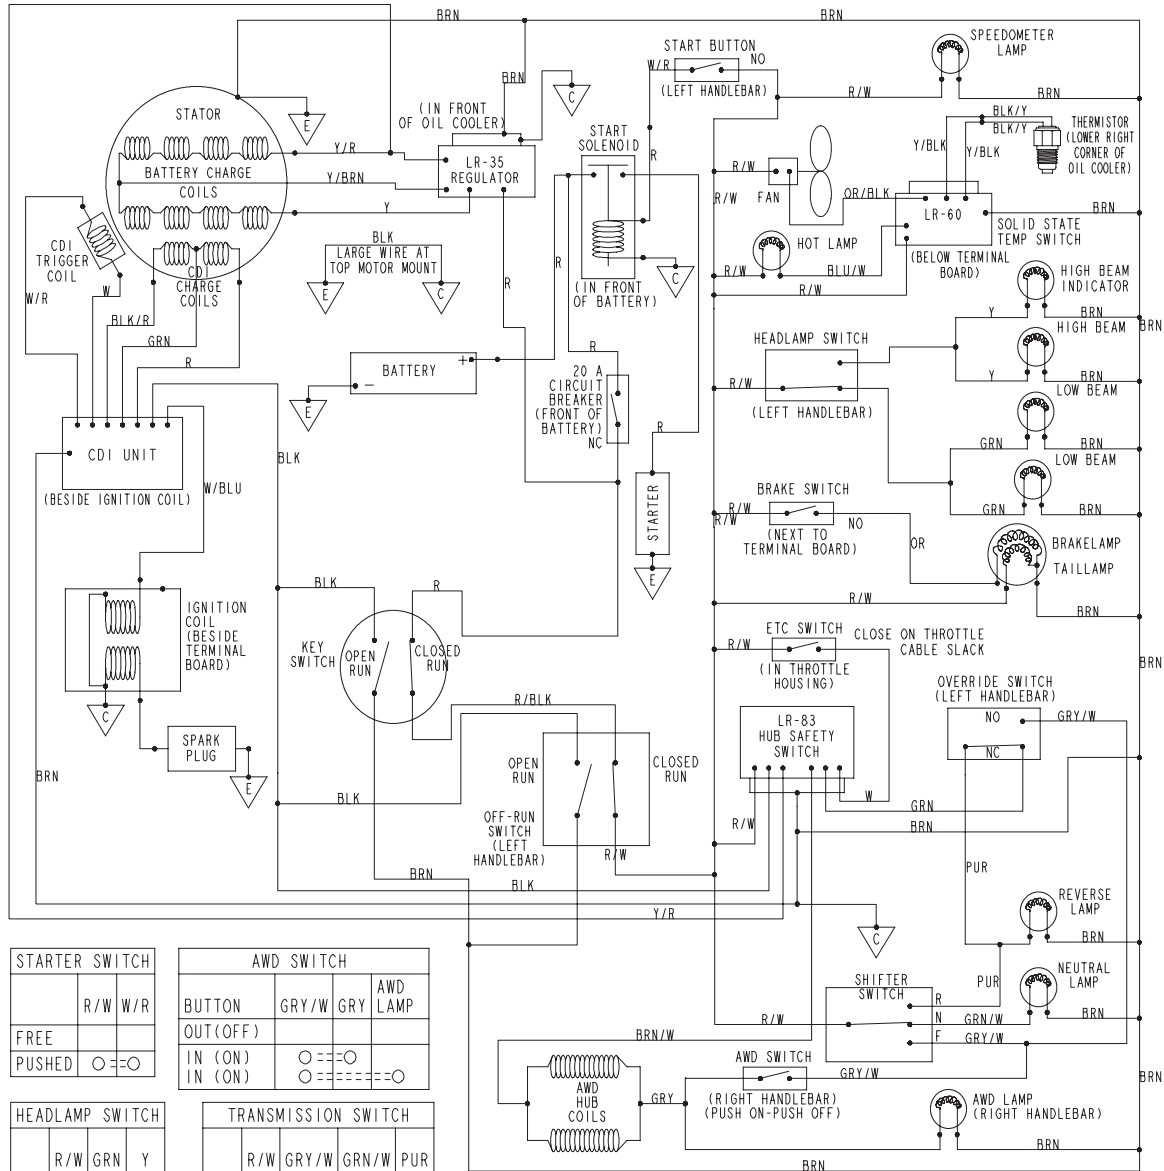 BRN
BRN
SPEEDOMETER
LAMP
START BUTTON
W/R
NO
(LEFT HANDLEBAR)
BRN
C
R/W
BRN
STATOR
E
(IN FRONT
OF OIL COOLER)
BLK/Y
BLK/Y
THERMISTOR
(LOWER RIGHT
CORNER OF
OIL COOLER)
START
SOLENOID
Y/R
LR-35
REGULATOR
R
Y/BLK
Y/BLK
BATTERY CHARGE
COILS
Y/BRN
R/W
FAN
OR/BLK
R/W
LR-60
BRN
Y
SOLID STATE
TEMP SWITCH
CDI
TRIGGER
COIL
BLK
LARGE WIRE AT
TOP MOTOR MOUNT
HOT LAMP
(BELOW TERMINAL
BOARD)
CDI
CHARGE
COILS
W
W/R
E
C
R
C
(IN FRONT
OF BATTERY)
R/W
BLU/W
R/W
HIGH BEAM
INDICATOR
BLK/R
GRN
R
Y
BRN
HIGH BEAM
BRN
HEADLAMP SWITCH
R
BATTERY
+
-
20 A
CIRCUIT
BREAKER
(FRONT OF
BATTERY)
NC
R/W
(LEFT HANDLEBAR)
Y
BRN
LOW BEAM
E
R
GRN
BRN
LOW BEAM
CDI UNIT
BLK
(BESIDE IGNITION COIL)
W/BLU
STARTER
BRAKE SWITCH
R/W
R/W
NO
(NEXT TO
TERMINAL BOARD)
GRN
BRN
OR
BRAKELAMP
TAILLAMP
E
BLK
R
R/W
BRN
IGNITION
COIL
(BESIDE
TERMINAL
BOARD)
KEY
SWITCH
OPEN
RUN
CLOSED
RUN
ETC SWITCH
R/W
(IN THROTTLE
HOUSING)
CLOSE ON THROTTLE
CABLE SLACK
BRN
OVERRIDE SWITCH
(LEFT HANDLEBAR)
C
R/BLK
LR-83
HUB SAFETY
SWITCH
NO
GRY/W
NC
SPARK
PLUG
E
OPEN
RUN
CLOSED
RUN
BRN
BLK
W
GRN
R/W
BRN
OFF-RUN
SWITCH
(LEFT
HANDLEBAR)
R/W
PUR
BRN
BLK
Y/R
C
REVERSE
LAMP
BRN
STARTER SWITCH
R/W W/R
FREE
PUSHED
AWD SWITCH
BUTTON GRY/W GRY AWD LAMP
OUT(OFF)
IN (ON)
IN (ON)
PUR
NEUTRAL
LAMP
SHIFTER
SWITCH
R
N
F
R/W
GRN/W
BRN
GRY/W
BRN/W
AWD
HUB
COILS
GRY
AWD SWITCH
GRY/W
(RIGHT HANDLEBAR)
(PUSH ON-PUSH OFF)
BRN
AWD LAMP
(RIGHT HANDLEBAR)
BRN
BRN
HEADLAMP SWITCH
R/W GRN Y
TRANSMISSION SWITCH
R/W GRY/W GRN/W PUR